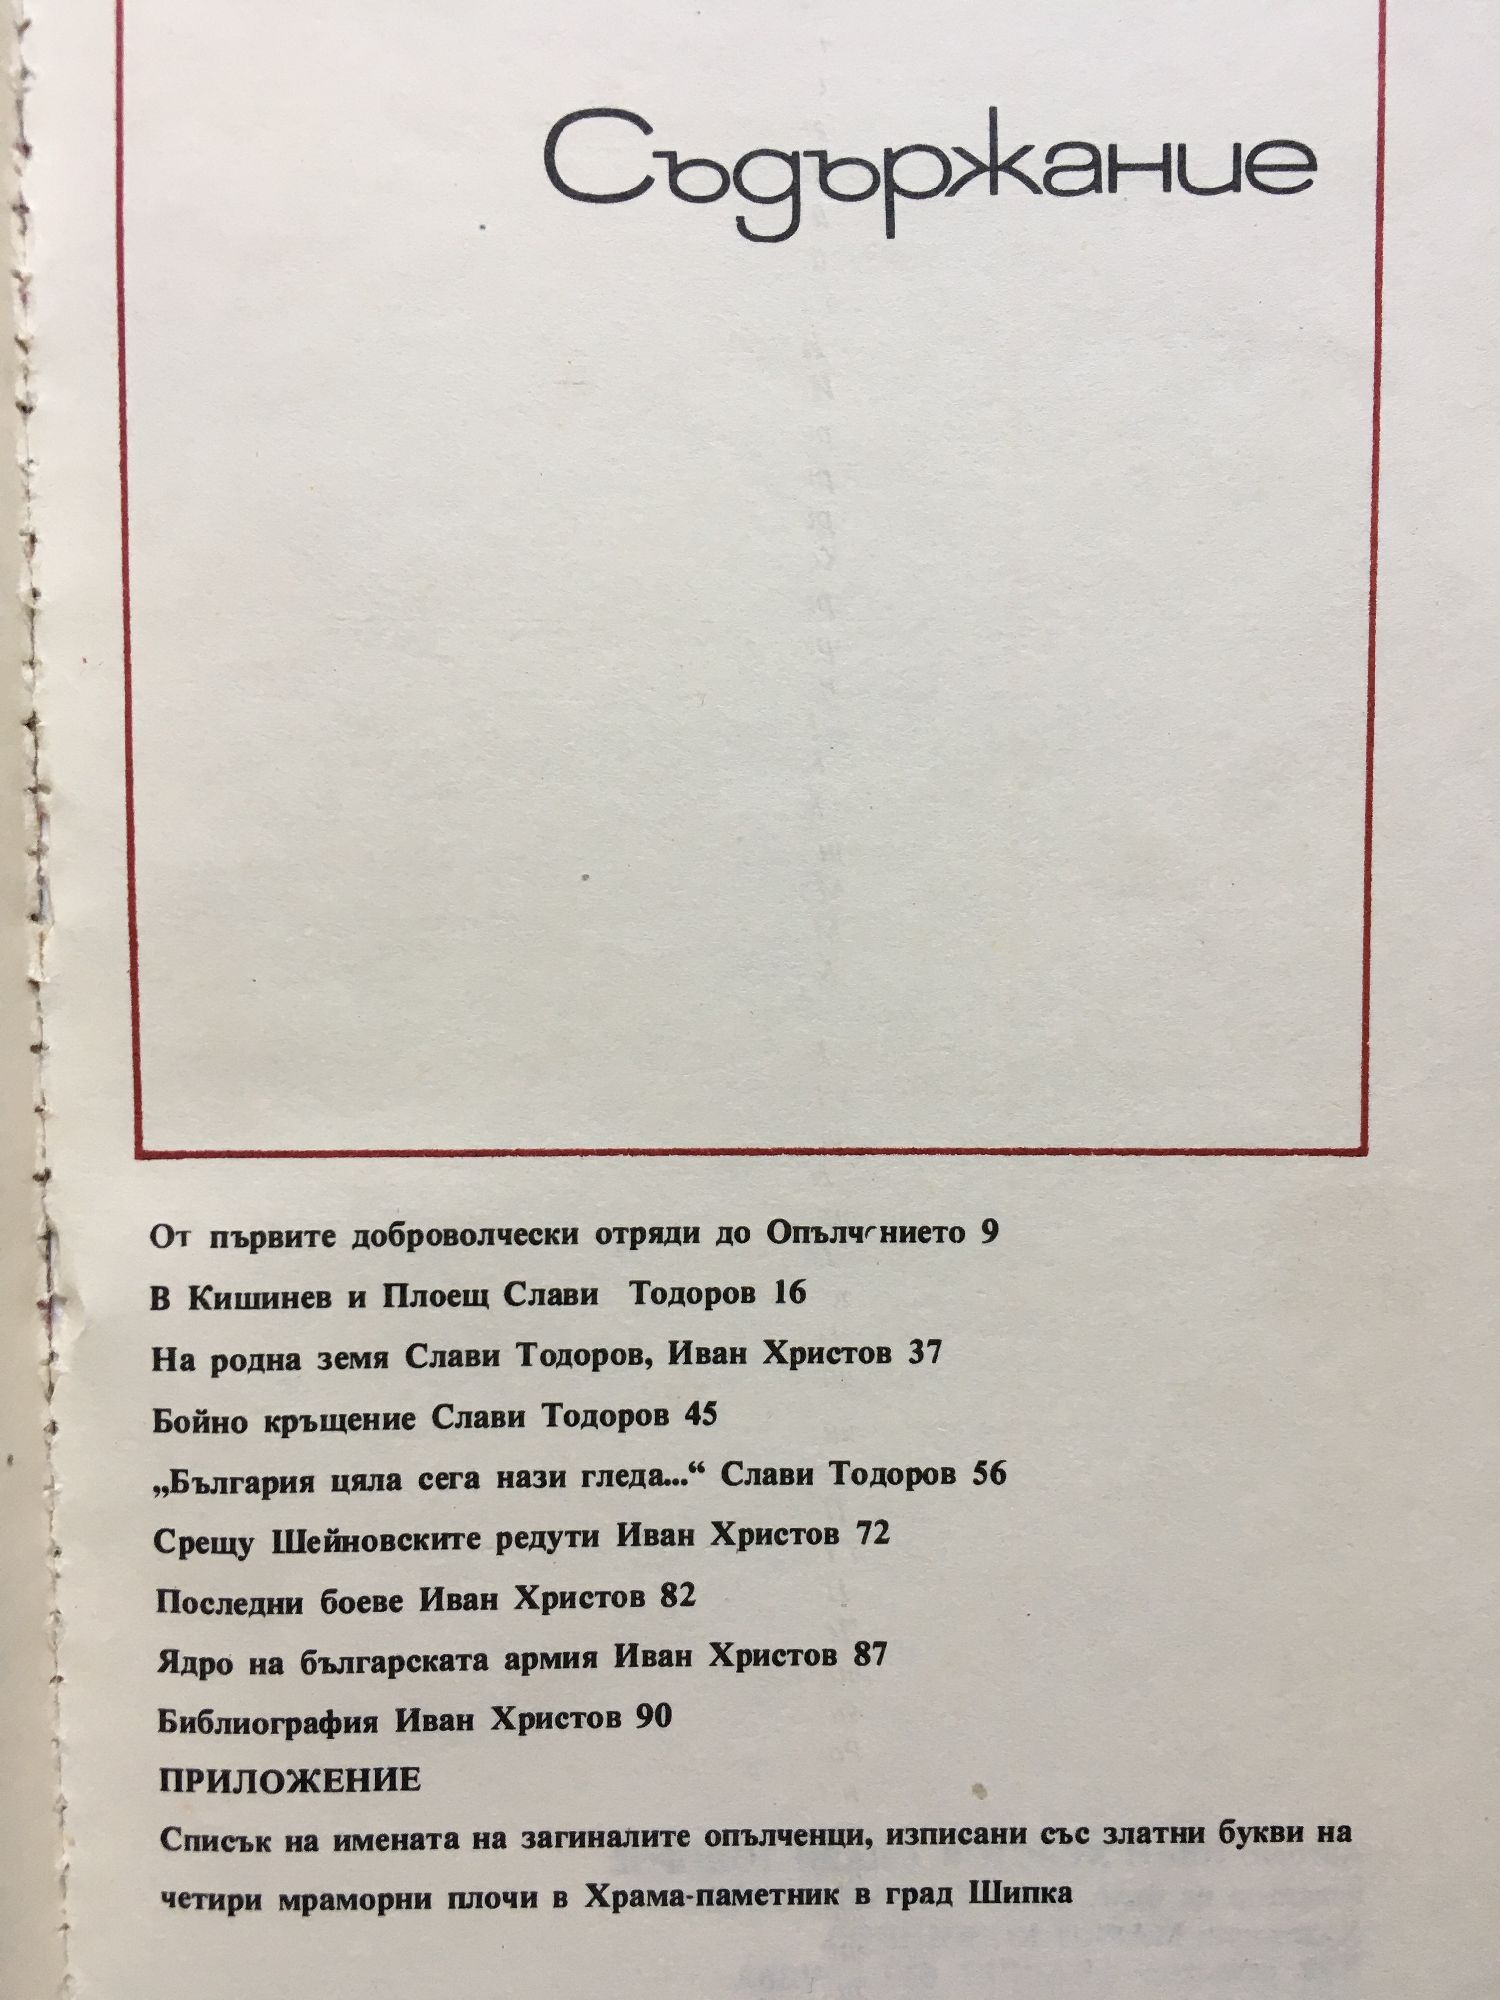 Съдържание
От първите доброволчески отряди до Опълчението 9
В Кишинев и Плоещ Слави Тодоров 16
На родна земя Слави Тодоров, Иван Христов 37
Бойно кръщение Слави Тодоров 45
„България цяла сега нази гледа...“ Слави Тодоров 56
Срещу Шейновските редути Иван Христов 72
Последни боеве Иван Христов 82
Ядро на българската армия Иван Христов 87
Библиография Иван Христов 90
ПРИЛОЖЕНИЕ
Списък на имената на загиналите опълченци, изписани със златни букви на
четири мраморни плочи в Храма-паметник в град Шипка